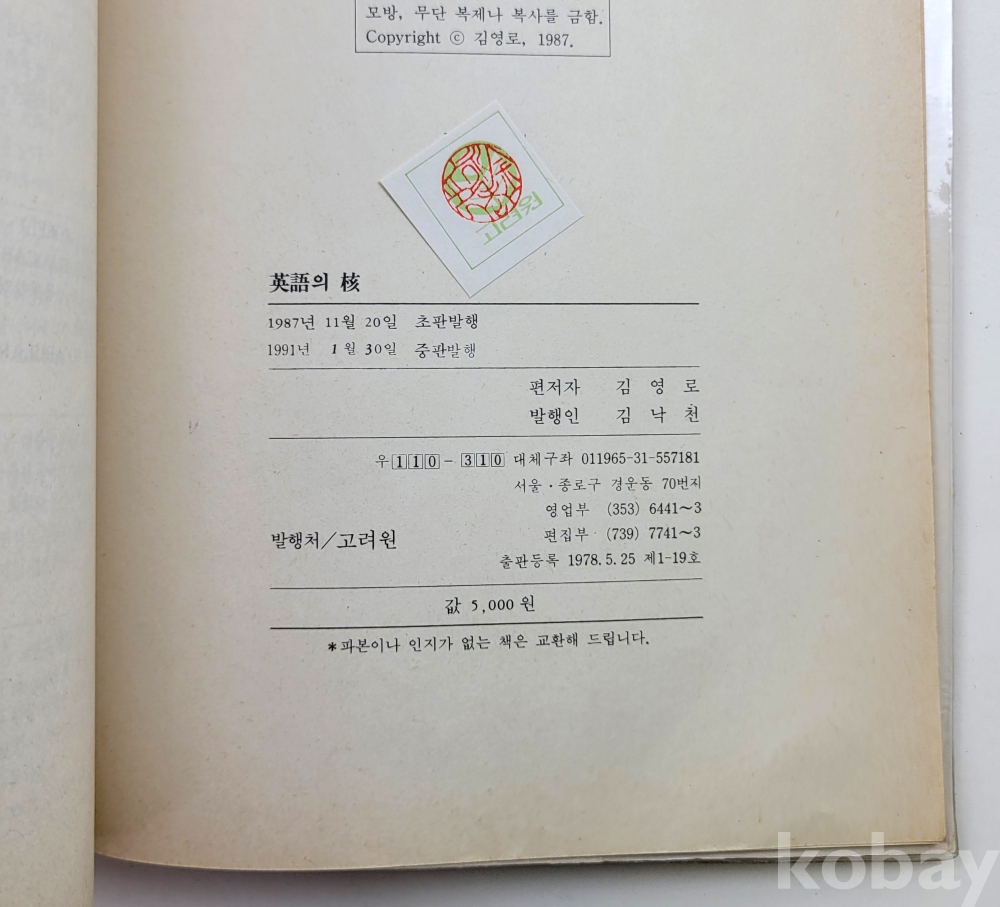 모방, 무단 복제나 복사를 금함.
Copyright ⓒ 김영로, 1987.
고려원
英語의 核
1987년 11월 20일 초판발행
1991년 1월 30일 중판발행
편저자 김 영 로
발행인 김 낙 천
우110-310 대체구좌 011965-31-557181
서울·종로구 경운동 70번지
영업부 (353) 6441~3
편집부 (739) 7741~3
발행처/고려원
출판등록 1978.5.25 제1-19호
값 5,000원
*파본이나 인지가 없는 책은 교환해 드립니다.
kobay